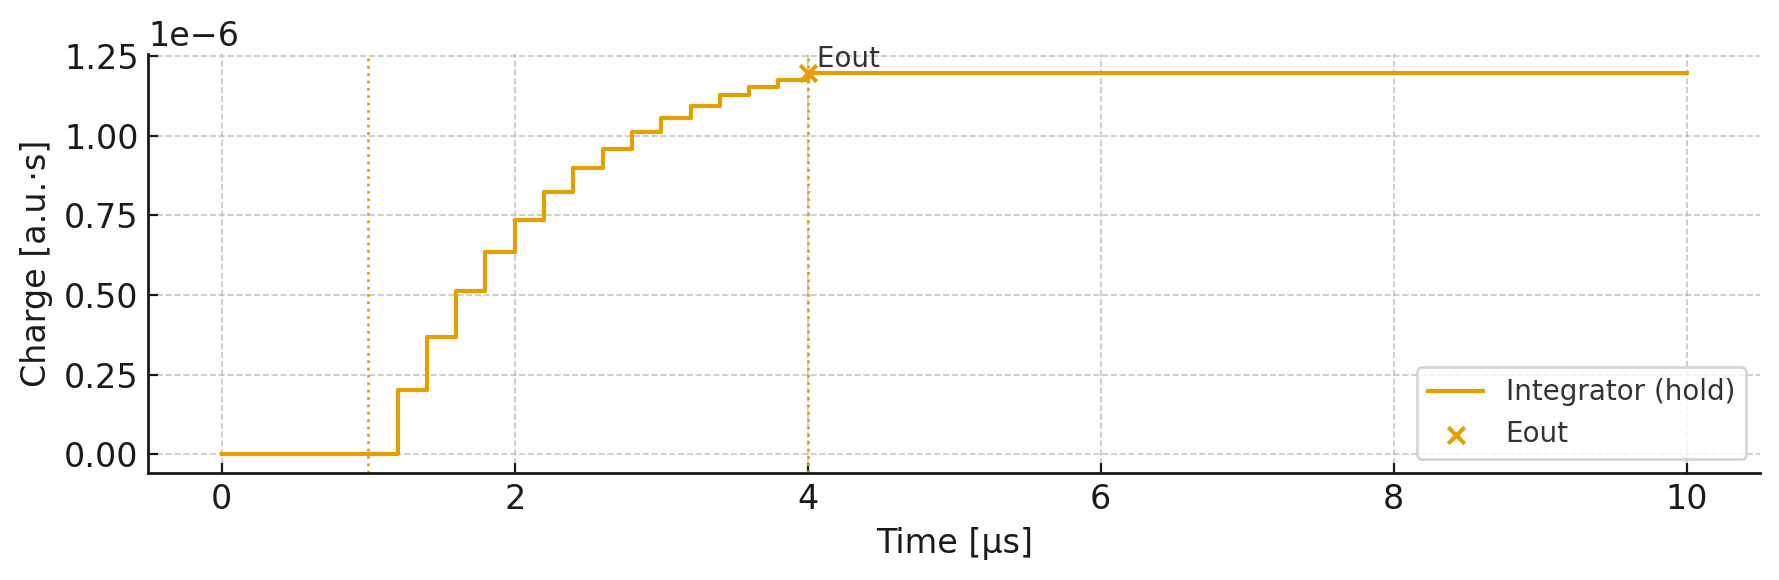 1e−6
Eout
1.25
1.00
0.75
0.50
0.25
0.00
Charge [a.u.·s]
Integrator (hold)
Eout
0 2 4 6 8 10
Time [μs]